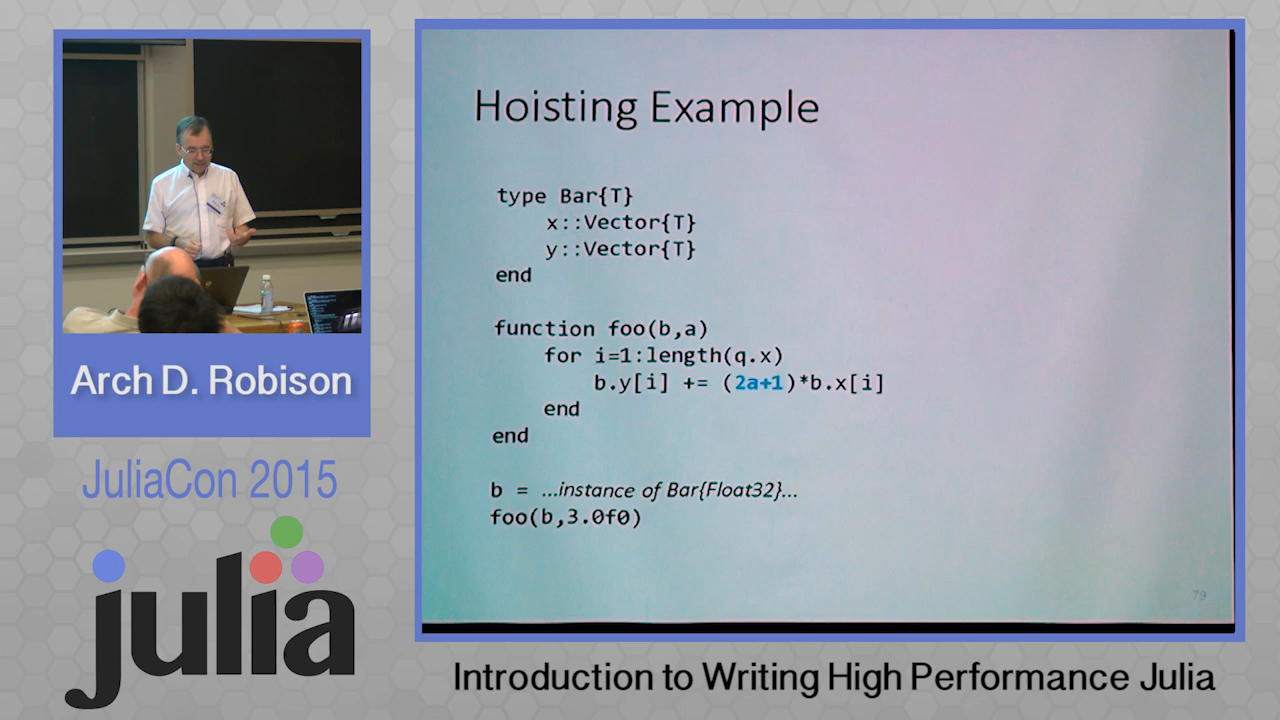 Hoisting Example
type Bar{T}
x::Vector{T}
y::Vector{T}
end
function foo(b,a)
for i=1:length(q.x)
b.y[i] += (2a+1)*b.x[i]
end
end
b = ...instance of Bar{Float32}...
foo(b,3.0f0)
79
Arch D. Robison
JuliaCon 2015
julia
Introduction to Writing High Performance Julia